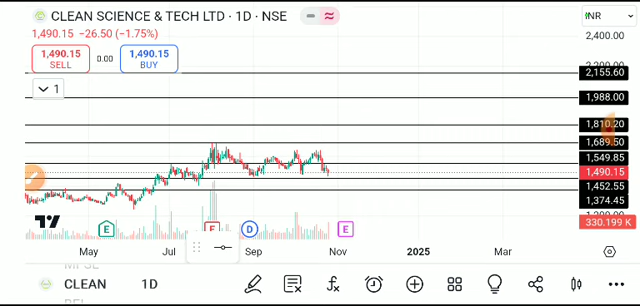 CLEAN SCIENCE & TECH LTD · 1D · NSE
INR
1,490.15 −26.50 (−1.75%)
1,490.15
SELL
0.00
1,490.15
BUY
1
2,400.00
2,200.00
2,155.60
1,988.00
1,810.20
1,689.50
1,549.85
1,490.15
1,452.55
1,374.45
330.199 K
E
E
D
E
May
Jul
Sep
Nov
2025
Mar
CLEAN
1D